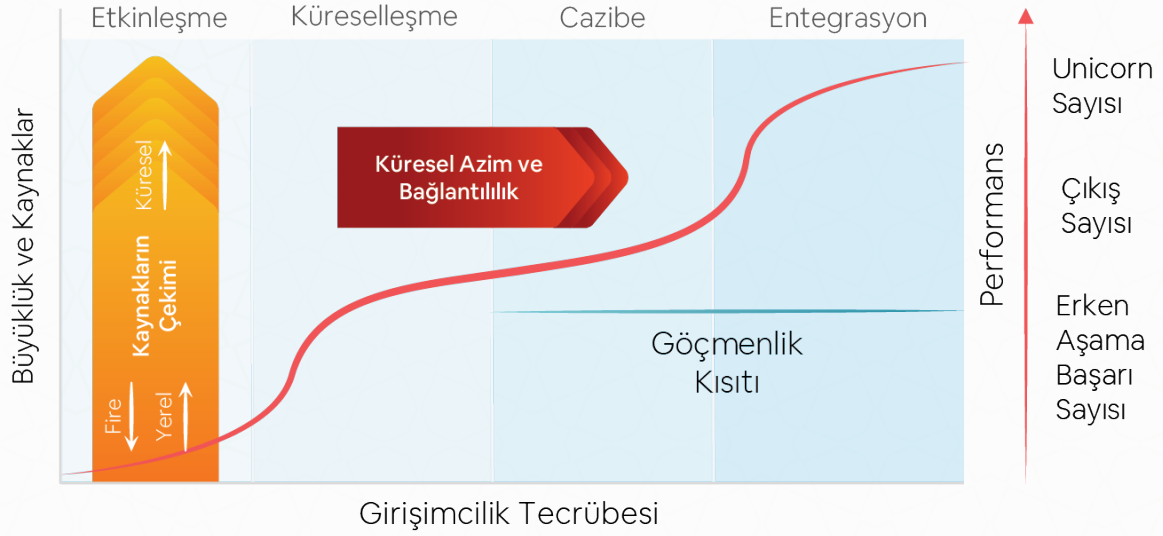 Etkinleşme
Küreselleşme
Cazibe
Entegrasyon
Büyüklük ve Kaynaklar
Küresel
Kaynakların
Çekimi
Fire
Yerel
Küresel Azim ve
Bağlantılılık
Göçmenlik
Kısıtı
Girişimcilik Tecrübesi
Performans
Unicorn
Sayısı
Çıkış
Sayısı
Erken
Aşama
Başarı
Sayısı